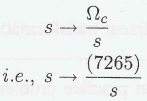 s → Ω_c / s
i.e., s → (7265) / s